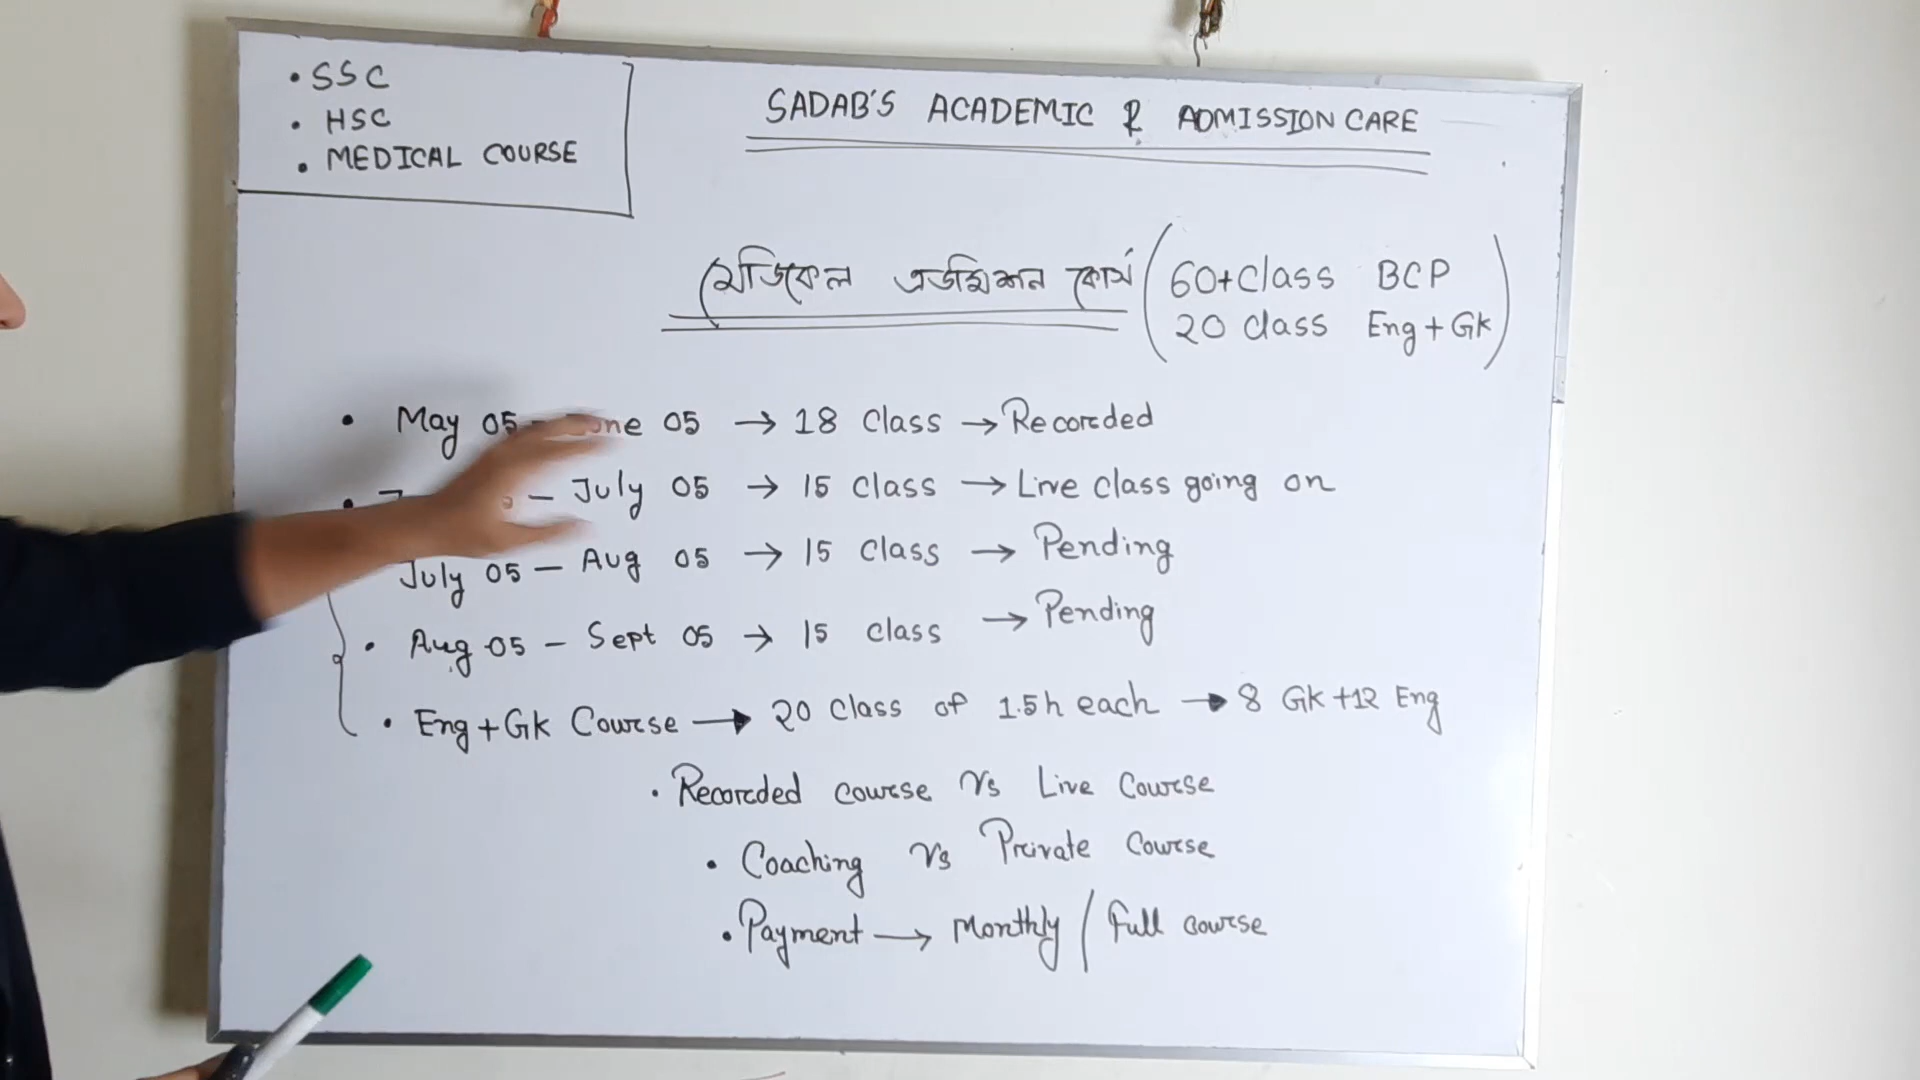 • SSC
• HSC
• MEDICAL COURSE
SADAB'S ACADEMIC & ADMISSION CARE
মেডিকেল এডমিশন কোর্স (60+ Class BCP
20 class Eng + Gk)
• May 05 - June 05 → 18 Class → Recorded
• – July 05 → 15 Class → Live class going on
July 05 – Aug 05 → 15 Class → Pending
• Aug 05 – Sept 05 → 15 class → Pending
• Eng + Gk Course → 20 Class of 1.5h each → 8 Gk + 12 Eng
• Recorded course Vs Live Course
• Coaching Vs Private Course
• Payment → Monthly / Full course